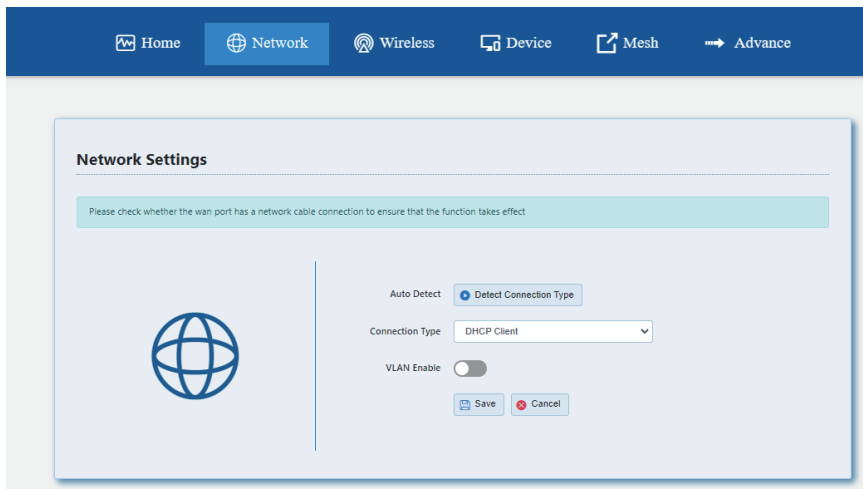 Home Network Wireless Device Mesh Advance
Network Settings
Please check whether the wan port has a network cable connection to ensure that the function takes effect
Auto Detect Detect Connection Type
Connection Type DHCP Client
VLAN Enable
Save Cancel